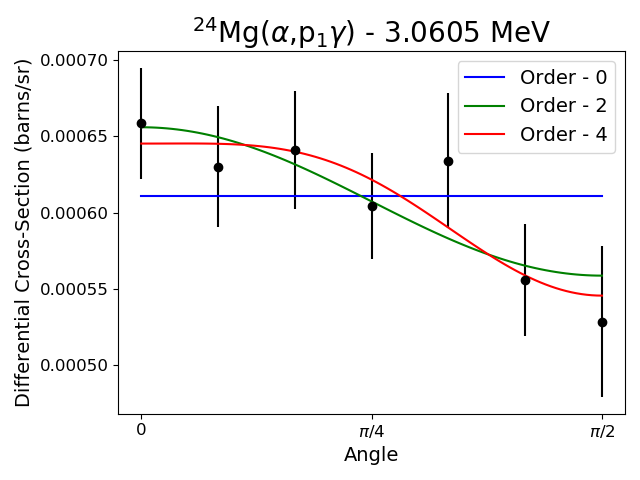 ²⁴Mg(α,p₁γ) - 3.0605 MeV
Differential Cross-Section (barns/sr)
0.00070
0.00065
0.00060
0.00055
0.00050
Order - 0
Order - 2
Order - 4
0
π/4
π/2
Angle